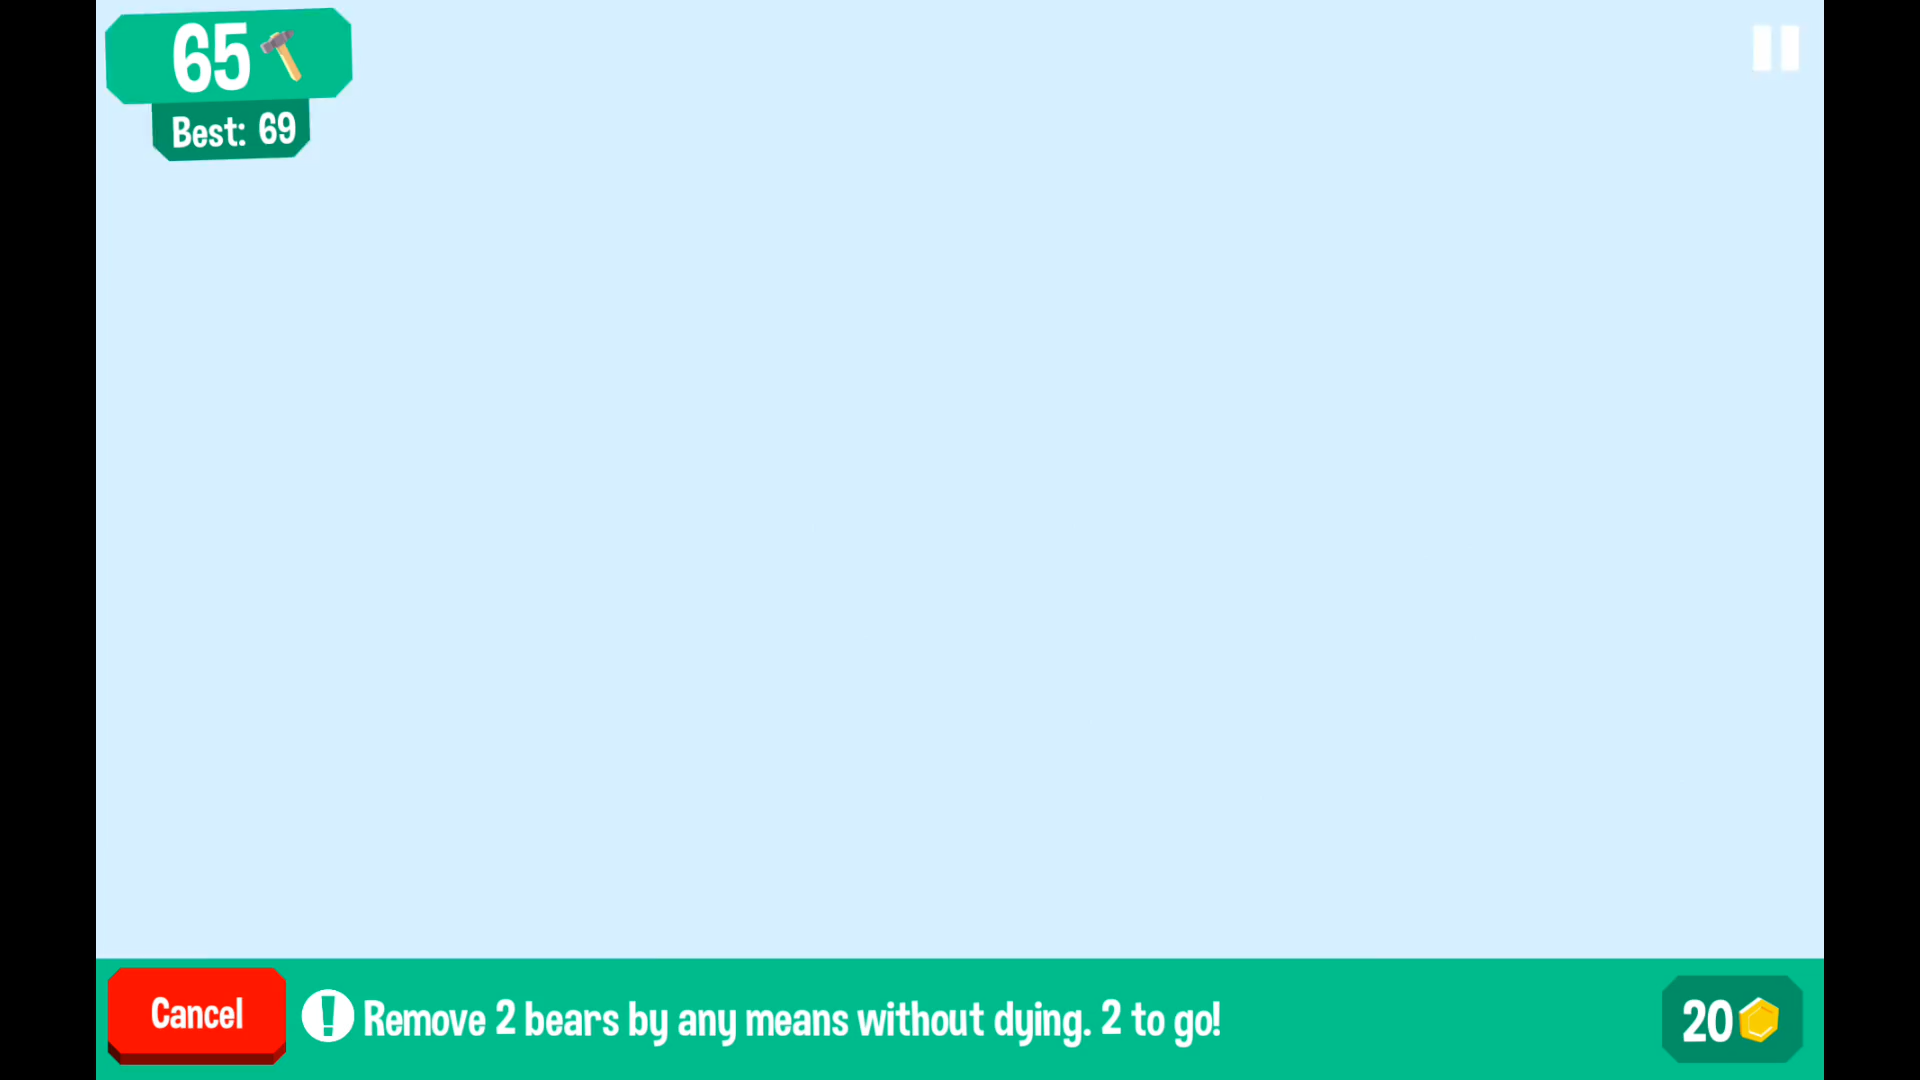 65
Best: 69
Cancel
! Remove 2 bears by any means without dying. 2 to go!
20